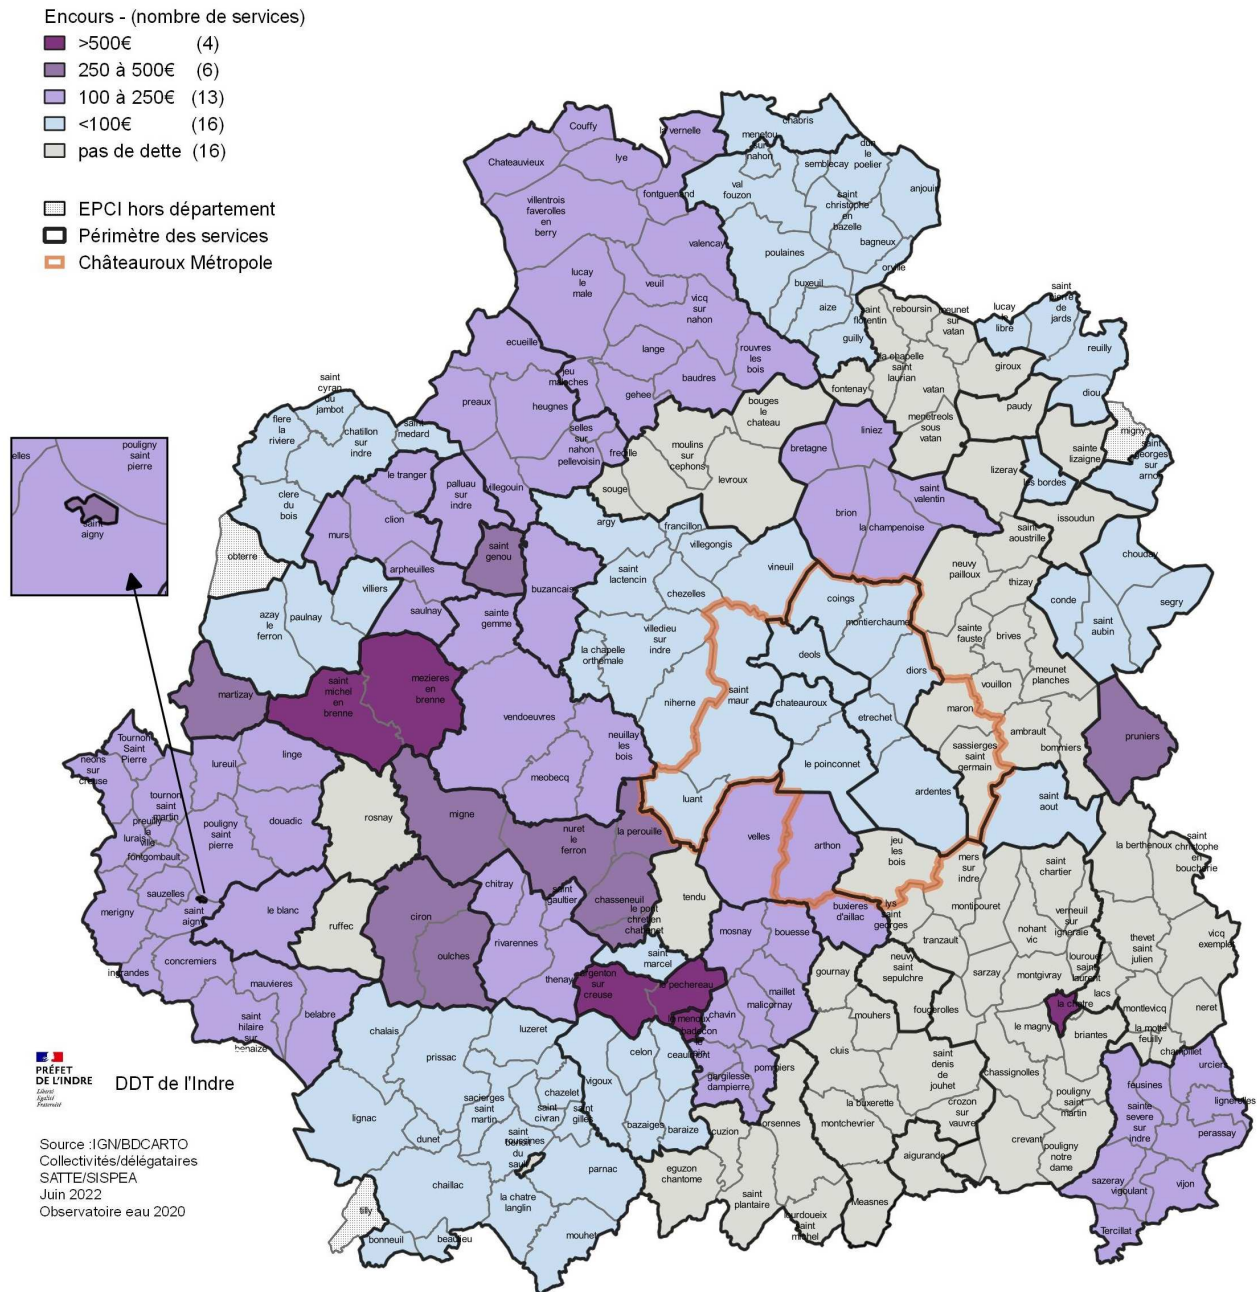 Encours - (nombre de services)
>500€ (4)
250 à 500€ (6)
100 à 250€ (13)
<100€ (16)
pas de dette (16)
EPCI hors département
Périmètre des services
Châteauroux Métropole
Couffy
la vernelle
chabris
menetou
sur
nahon
dun
le
poelier
semblecay
Chateauvieux
lye
fontguenand
val
fouzon
saint
christophe
en
bazelle
anjouin
villentrois
faverolles
en
berry
valencay
poulaines
bagneux
orville
lucay
le
male
veuil
vicq
sur
nahon
buxeuil
aize
guilly
saint
florentin
reboursin
meunet
sur
vatan
lucay
le
libre
saint
pierre
de
jards
reuilly
ecueille
lange
rouvres
les
bois
la chapelle
saint
laurian
giroux
jeu
maloches
baudres
fontenay
vatan
diou
saint
cyran
du
jambot
preaux
heugnes
gehee
bouges
le
chateau
menetreols
sous
vatan
paudy
migny
flere
la
riviere
chatillon
sur
indre
saint
medard
selles
sur
nahon
pellevoisin
fredille
moulins
sur
cephons
levroux
bretagne
liniez
sainte
lizaigne
saint
georges
sur
arnon
elles
pouligny
saint
pierre
saint
aigny
le tranger
palluau
sur
indre
villegouin
souge
lizeray
les bordes
clere
du
bois
clion
saint
valentin
brion
la champenoise
issoudun
murs
argy
francillon
saint
aoustrille
obterre
saint
genou
villegongis
chouday
arpheuilles
buzancais
saint
lactencin
vineuil
neuvy
pailloux
thizay
villiers
chezelles
coings
conde
segry
azay
le
ferron
paulnay
saulnay
sainte
gemme
villedieu
sur
indre
montierchaume
sainte
fauste
brives
saint
aubin
la chapelle
orthemale
deols
diors
meunet
planches
martizay
saint
michel
en
brenne
mezieres
en
brenne
saint
maur
vouillon
niherne
chateauroux
maron
vendoeuvres
etrechet
ambrault
pruniers
Tournon
Saint
Pierre
neuillay
les
bois
sassierges
saint
germain
bommiers
neons
sur
creuse
lureuil
linge
meobecq
le poinconnet
tournon
saint
martin
luant
ardentes
saint
aout
preuilly
la
ville
pouligny
saint
pierre
douadic
rosnay
migne
nuret
le
ferron
la perouille
velles
arthon
jeu
les
bois
lurais
fontgombault
mers
sur
indre
saint
chartier
la berthenoux
saint
christophe
en
boucherie
sauzelles
chitray
saint
gaultier
chasseneuil
tendu
merigny
saint
aigny
le blanc
ruffec
ciron
le pont
chretien
chabenet
buxieres
d'aillac
lys
saint
georges
montipouret
verneuil
sur
igneraie
rivarennes
mosnay
bouesse
tranzault
nohant
vic
thevet
saint
julien
vicq
exemplet
concremiers
oulches
saint
marcel
neuvy
saint
sepulchre
lourouer
saint
laurent
ingrandes
mauvieres
thenay
argenton
sur
creuse
le pechereau
gournay
sarzay
montgivray
maillet
malicornay
lacs
saint
hilaire
sur
benaize
belabre
chavin
mouhers
fougerolles
la chatre
montlevicq
neret
le menoux
badecon
le
pin
le magny
la motte
feuilly
chalais
luzeret
briantes
celon
ceaulmont
cluis
champillet
prissac
pompiers
saint
denis
de
jouhet
urciers
vigoux
gargilesse
dampierre
chassignolles
feusines
chazelet
pouligny
saint
martin
sacierges
saint
martin
saint
civran
saint
gilles
la buxerette
crozon
sur
vauvre
sainte
severe
sur
indre
lignerolles
lignac
bazaiges
baraize
cuzion
orsennes
montchevrier
perassay
dunet
saint
benoit
du
sault
roussines
crevant
pouligny
notre
dame
parnac
eguzon
chantome
aigurande
sazeray
vigoulant
vijon
chaillac
la chatre
langlin
saint
plantaire
Measnes
tilly
lourdoueix
saint
michel
Tercillat
bonneuil
beaulieu
mouhet
PRÉFET
DE L'INDRE
Liberté
Égalité
Fraternité
DDT de l'Indre
Source :IGN/BDCARTO
Collectivités/délégataires
SATTE/SISPEA
Juin 2022
Observatoire eau 2020